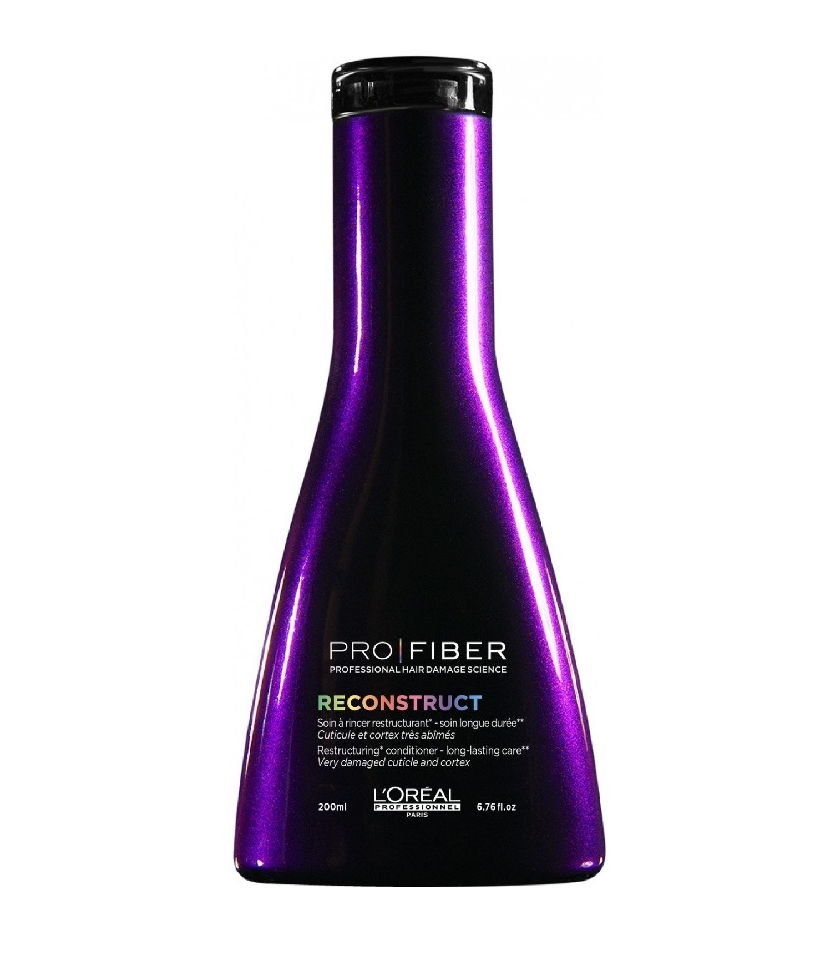 PRO|FIBER
PROFESSIONAL HAIR DAMAGE SCIENCE
RECONSTRUCT
Soin à rincer restructurant* - soin longue durée**
Cuticule et cortex très abîmés
Restructuring* conditioner - long-lasting care**
Very damaged cuticle and cortex
200ml L'ORÉAL 6.76 fl.oz
PROFESSIONNEL
PARIS